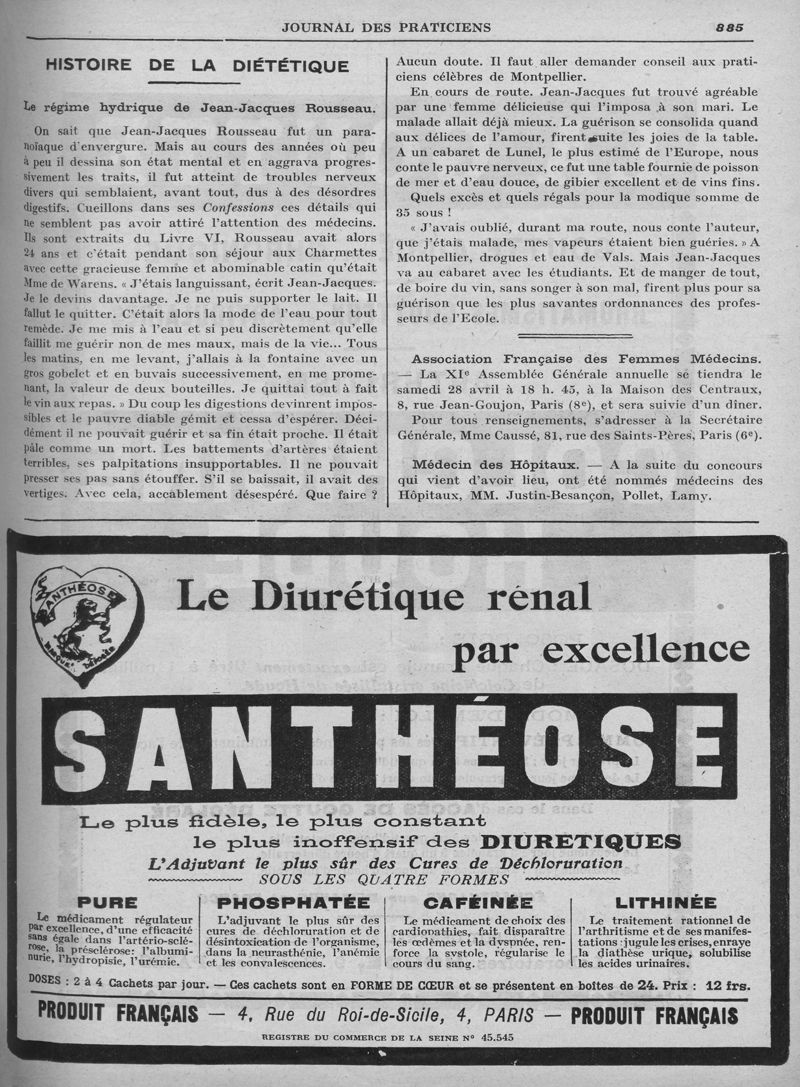 JOURNAL DES PRATICIENS
885
HISTOIRE DE LA DIÉTÉTIQUE
Le régime hydrique de Jean-Jacques Rousseau.
On sait que Jean-Jacques Rousseau fut un para-
noïaque d'envergure. Mais au cours des années où peu
à peu il dessina son état mental et en aggrava progres-
sivement les traits, il fut atteint de troubles nerveux
divers qui semblaient, avant tout, dus à des désordres
digestifs. Cueillons dans ses Confessions ces détails qui
ne semblent pas avoir attiré l'attention des médecins.
Ils sont extraits du Livre VI, Rousseau avait alors
24 ans et c'était pendant son séjour aux Charmettes
avec cette gracieuse femme et abominable catin qu'était
Mme de Warens. « J'étais languissant, écrit Jean-Jacques.
Je le devins davantage. Je ne puis supporter le lait. Il
fallut le quitter. C'était alors la mode de l'eau pour tout
remède. Je me mis à l'eau et si peu discrètement qu'elle
faillit me guérir non de mes maux, mais de la vie... Tous
les matins, en me levant, j'allais à la fontaine avec un
gros gobelet et en buvais successivement, en me prome-
nant, la valeur de deux bouteilles. Je quittai tout à fait
le vin aux repas. » Du coup les digestions devinrent impos-
sibles et le pauvre diable gémit et cessa d'espérer. Déci-
dément il ne pouvait guérir et sa fin était proche. Il était
pâle comme un mort. Les battements d'artères étaient
terribles, ses palpitations insupportables. Il ne pouvait
presser ses pas sans étouffer. S'il se baissait, il avait des
vertiges. Avec cela, accablement désespéré. Que faire ?
Aucun doute. Il faut aller demander conseil aux prati-
ciens célèbres de Montpellier.
En cours de route. Jean-Jacques fut trouvé agréable
par une femme délicieuse qui l'imposa à son mari. Le
malade allait déjà mieux. La guérison se consolida quand
aux délices de l'amour, firent suite les joies de la table.
A un cabaret de Lunel, le plus estimé de l'Europe, nous
conte le pauvre nerveux, ce fut une table fournie de poisson
de mer et d'eau douce, de gibier excellent et de vins fins.
Quels excès et quels régals pour la modique somme de
35 sous !
« J'avais oublié, durant ma route, nous conte l'auteur,
que j'étais malade, mes vapeurs étaient bien guéries. » A
Montpellier, drogues et eau de Vals. Mais Jean-Jacques
va au cabaret avec les étudiants. Et de manger de tout,
de boire du vin, sans songer à son mal, firent plus pour sa
guérison que les plus savantes ordonnances des profes-
seurs de l'Ecole.
Association Française des Femmes Médecins.
— La XIe Assemblée Générale annuelle se tiendra le
samedi 28 avril à 18 h. 45, à la Maison des Centraux,
8, rue Jean-Goujon, Paris (8e), et sera suivie d'un dîner.
Pour tous renseignements, s'adresser à la Secrétaire
Générale, Mme Caussé, 81, rue des Saints-Pères, Paris (6e).
Médecin des Hôpitaux. — A la suite du concours
qui vient d'avoir lieu, ont été nommés médecins des
Hôpitaux, MM. Justin-Besançon, Pollet, Lamy.
SANTHÉOSE
MARQUE DÉPOSÉE
Le Diurétique rénal
par excellence
SANTHÉOSE
Le plus fidèle, le plus constant
le plus inoffensif des DIURETIQUES
L'Adjuvant le plus sûr des Cures de Déchloruration
SOUS LES QUATRE FORMES
PURE
Le médicament régulateur
par excellence, d'une efficacité
sans égale dans l'artério-sclé-
rose, la présclérose: l'albumi-
nurie, l'hydropisie, l'urémie.
PHOSPHATÉE
L'adjuvant le plus sûr des
cures de déchloruration et de
désintoxication de l'organisme,
dans la neurasthénie, l'anémie
et les convalescences.
CAFÉINÉE
Le médicament de choix des
cardiopathies, fait disparaître
les œdèmes et la dyspnée, ren-
force la systole, régularise le
cours du sang.
LITHINÉE
Le traitement rationnel de
l'arthritisme et de ses manifes-
tations : jugule les crises, enraye
la diathèse urique, solubilise
les acides urinaires.
DOSES : 2 à 4 Cachets par jour. — Ces cachets sont en FORME DE CŒUR et se présentent en boîtes de 24. Prix : 12 frs.
PRODUIT FRANÇAIS — 4, Rue du Roi-de-Sicile, 4, PARIS — PRODUIT FRANÇAIS
REGISTRE DU COMMERCE DE LA SEINE N° 45.545